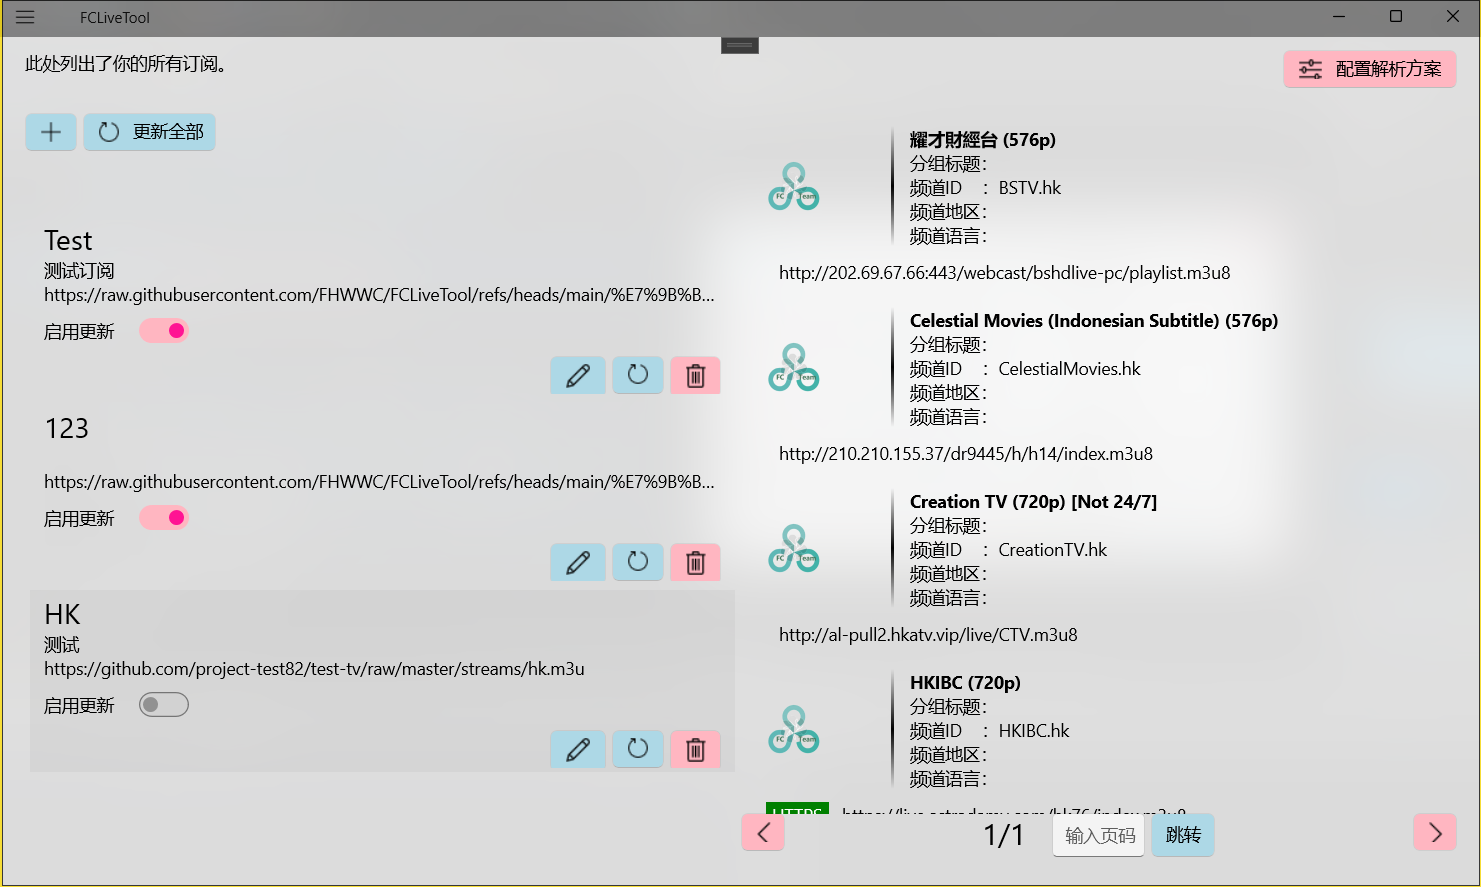 FCLiveTool
此处列出了你的所有订阅。
配置解析方案
更新全部
Test
测试订阅
https://raw.githubusercontent.com/FHWWC/FCLiveTool/refs/heads/main/%E7%9B%B...
启用更新
123
https://raw.githubusercontent.com/FHWWC/FCLiveTool/refs/heads/main/%E7%9B%B...
启用更新
HK
测试
https://github.com/project-test82/test-tv/raw/master/streams/hk.m3u
启用更新
FC Team
耀才財經台 (576p)
分组标题：
频道ID ：BSTV.hk
频道地区：
频道语言：
http://202.69.67.66:443/webcast/bshdlive-pc/playlist.m3u8
FC Team
Celestial Movies (Indonesian Subtitle) (576p)
分组标题：
频道ID ：CelestialMovies.hk
频道地区：
频道语言：
http://210.210.155.37/dr9445/h/h14/index.m3u8
FC Team
Creation TV (720p) [Not 24/7]
分组标题：
频道ID ：CreationTV.hk
频道地区：
频道语言：
http://al-pull2.hkatv.vip/live/CTV.m3u8
FC Team
HKIBC (720p)
分组标题：
频道ID ：HKIBC.hk
频道地区：
频道语言：
HTTPS
1/1
输入页码
跳转